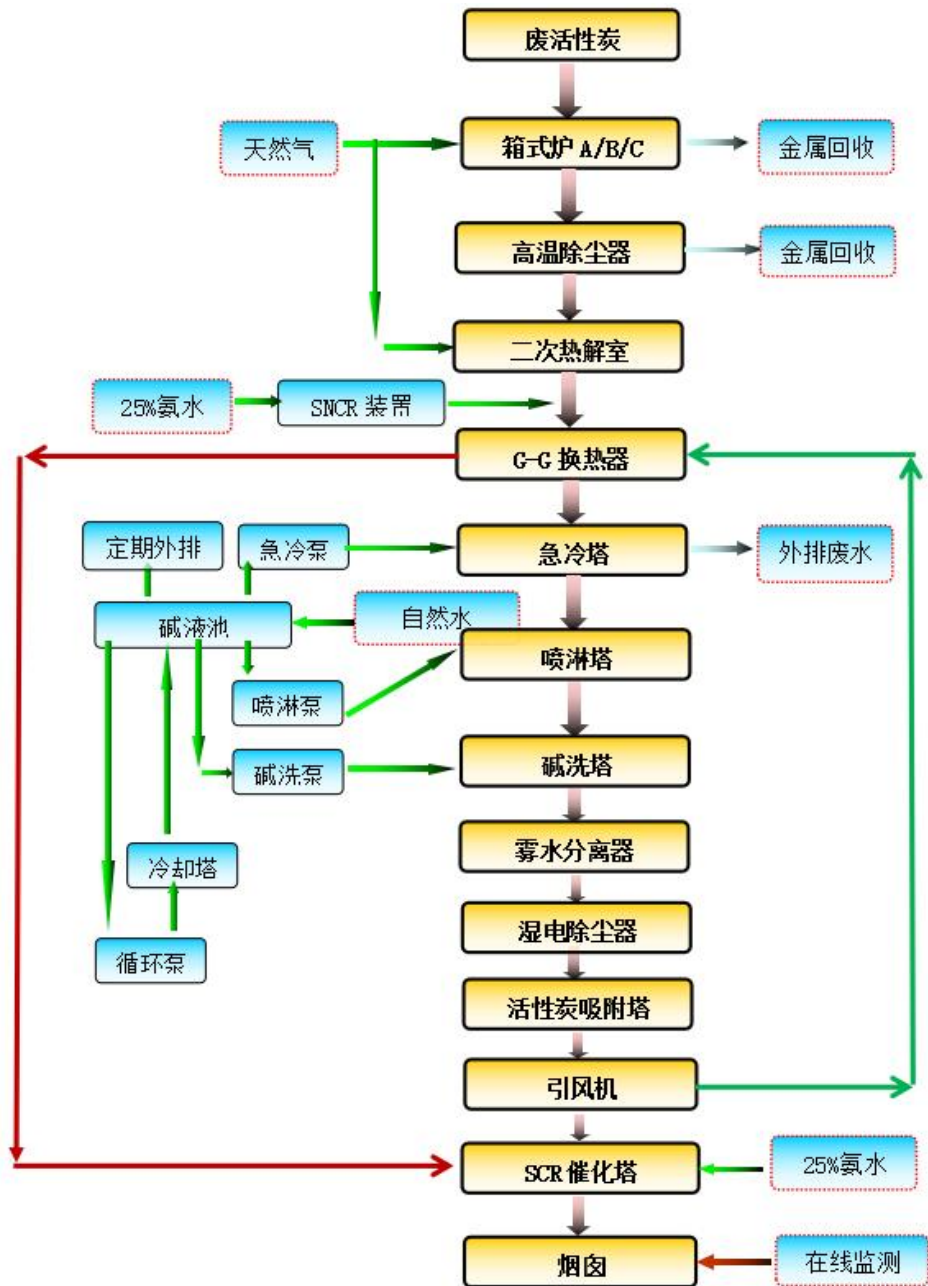 废活性炭
天然气
箱式炉 A/B/C
金属回收
高温除尘器
金属回收
二次热解室
25%氨水
SNCR 装置
G-G 换热器
定期外排
急冷泵
急冷塔
外排废水
碱液池
自然水
喷淋塔
喷淋泵
碱洗泵
碱洗塔
冷却塔
雾水分离器
循环泵
湿电除尘器
活性炭吸附塔
引风机
SCR 催化塔
25%氨水
烟囱
在线监测